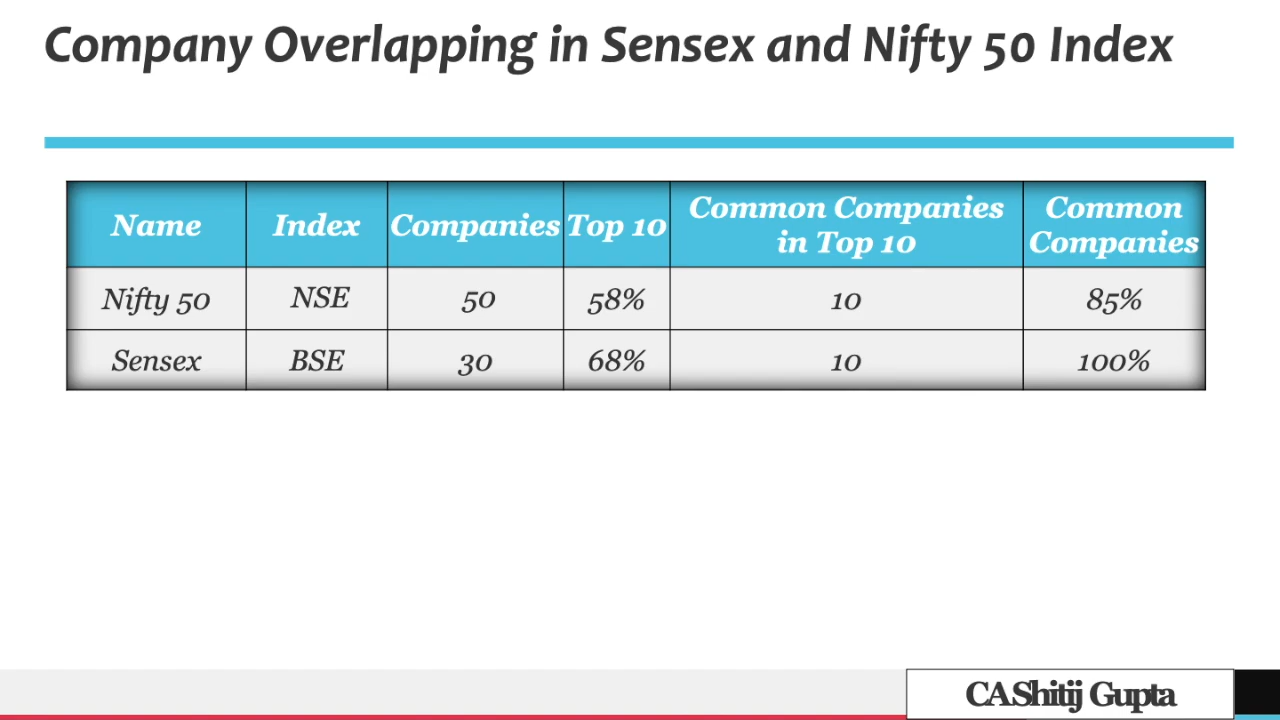 Company Overlapping in Sensex and Nifty 50 Index
Name Index Companies Top 10 Common Companies in Top 10 Common Companies
Nifty 50 NSE 50 58% 10 85%
Sensex BSE 30 68% 10 100%
CA Shitij Gupta